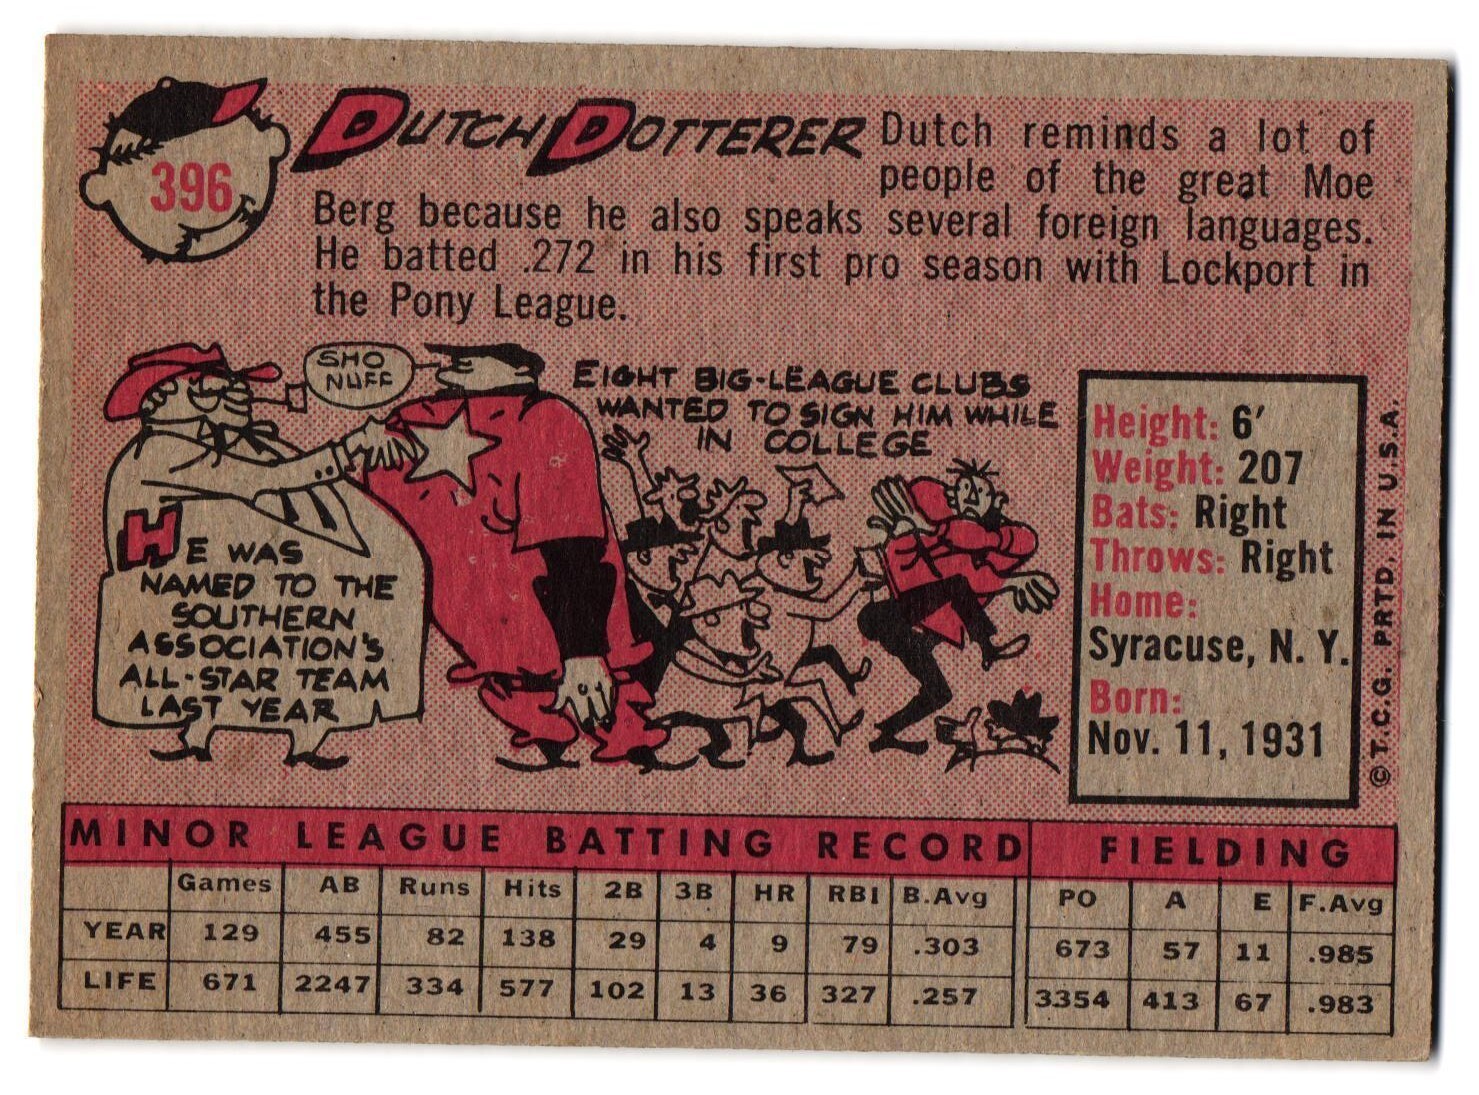 396
DUTCH DOTTERER Dutch reminds a lot of
people of the great Moe
Berg because he also speaks several foreign languages.
He batted .272 in his first pro season with Lockport in
the Pony League.
SHO
NUFF
EIGHT BIG-LEAGUE CLUBS
WANTED TO SIGN HIM WHILE
IN COLLEGE
HE WAS
NAMED TO THE
SOUTHERN
ASSOCIATION'S
ALL-STAR TEAM
LAST YEAR
Height: 6'
Weight: 207
Bats: Right
Throws: Right
Home:
Syracuse, N. Y.
Born:
Nov. 11, 1931
© T.C.G. PRTD. IN U.S.A.
MINOR LEAGUE BATTING RECORD FIELDING
Games AB Runs Hits 2B 3B HR RBI B.Avg PO A E F.Avg
YEAR 129 455 82 138 29 4 9 79 .303 673 57 11 .985
LIFE 671 2247 334 577 102 13 36 327 .257 3354 413 67 .983